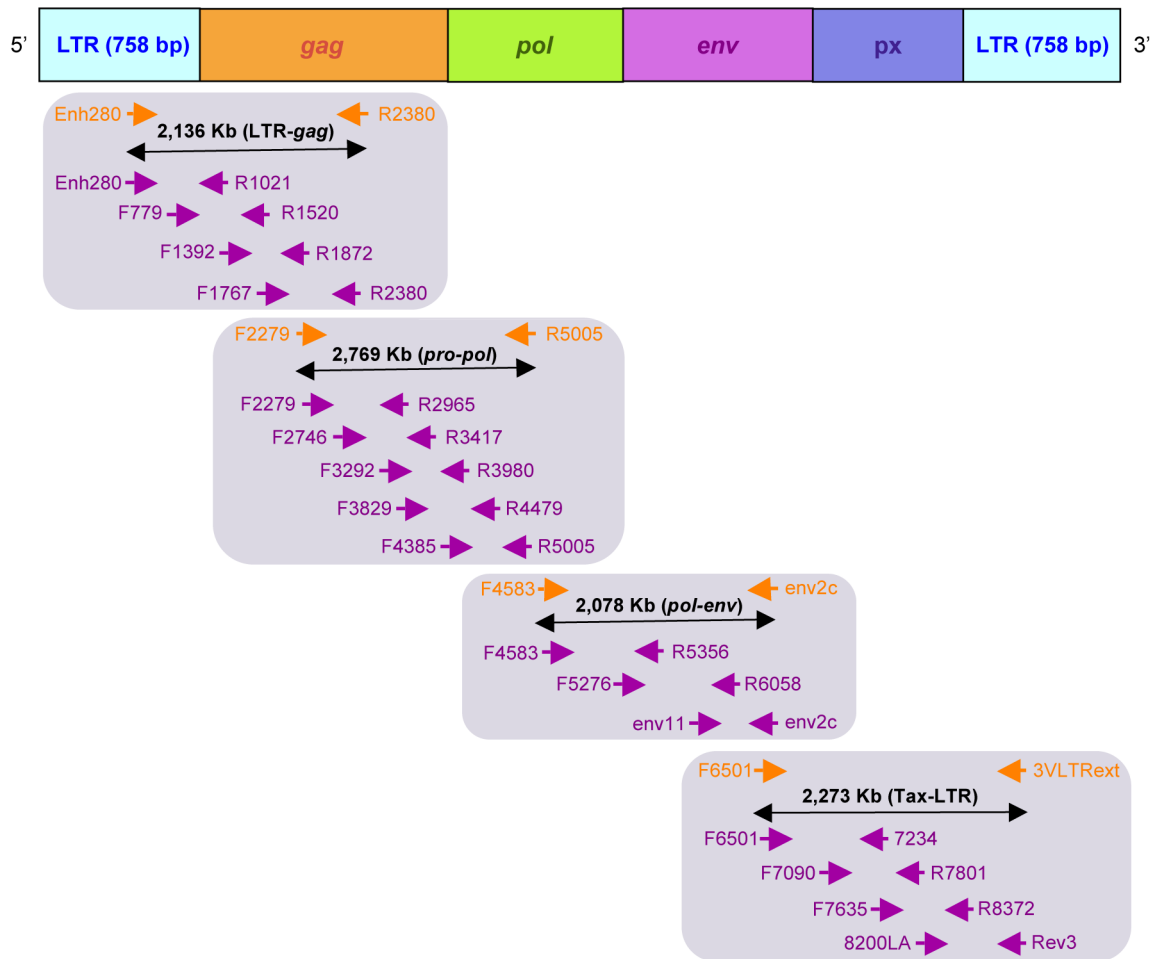 5’ LTR (758 bp) gag pol env px LTR (758 bp) 3’
Enh280 R2380
2,136 Kb (LTR-gag)
Enh280 R1021
F779 R1520
F1392 R1872
F1767 R2380
F2279 R5005
2,769 Kb (pro-pol)
F2279 R2965
F2746 R3417
F3292 R3980
F3829 R4479
F4385 R5005
F4583 env2c
2,078 Kb (pol-env)
F4583 R5356
F5276 R6058
env11 env2c
F6501 3VLTRext
2,273 Kb (Tax-LTR)
F6501 7234
F7090 R7801
F7635 R8372
8200LA Rev3